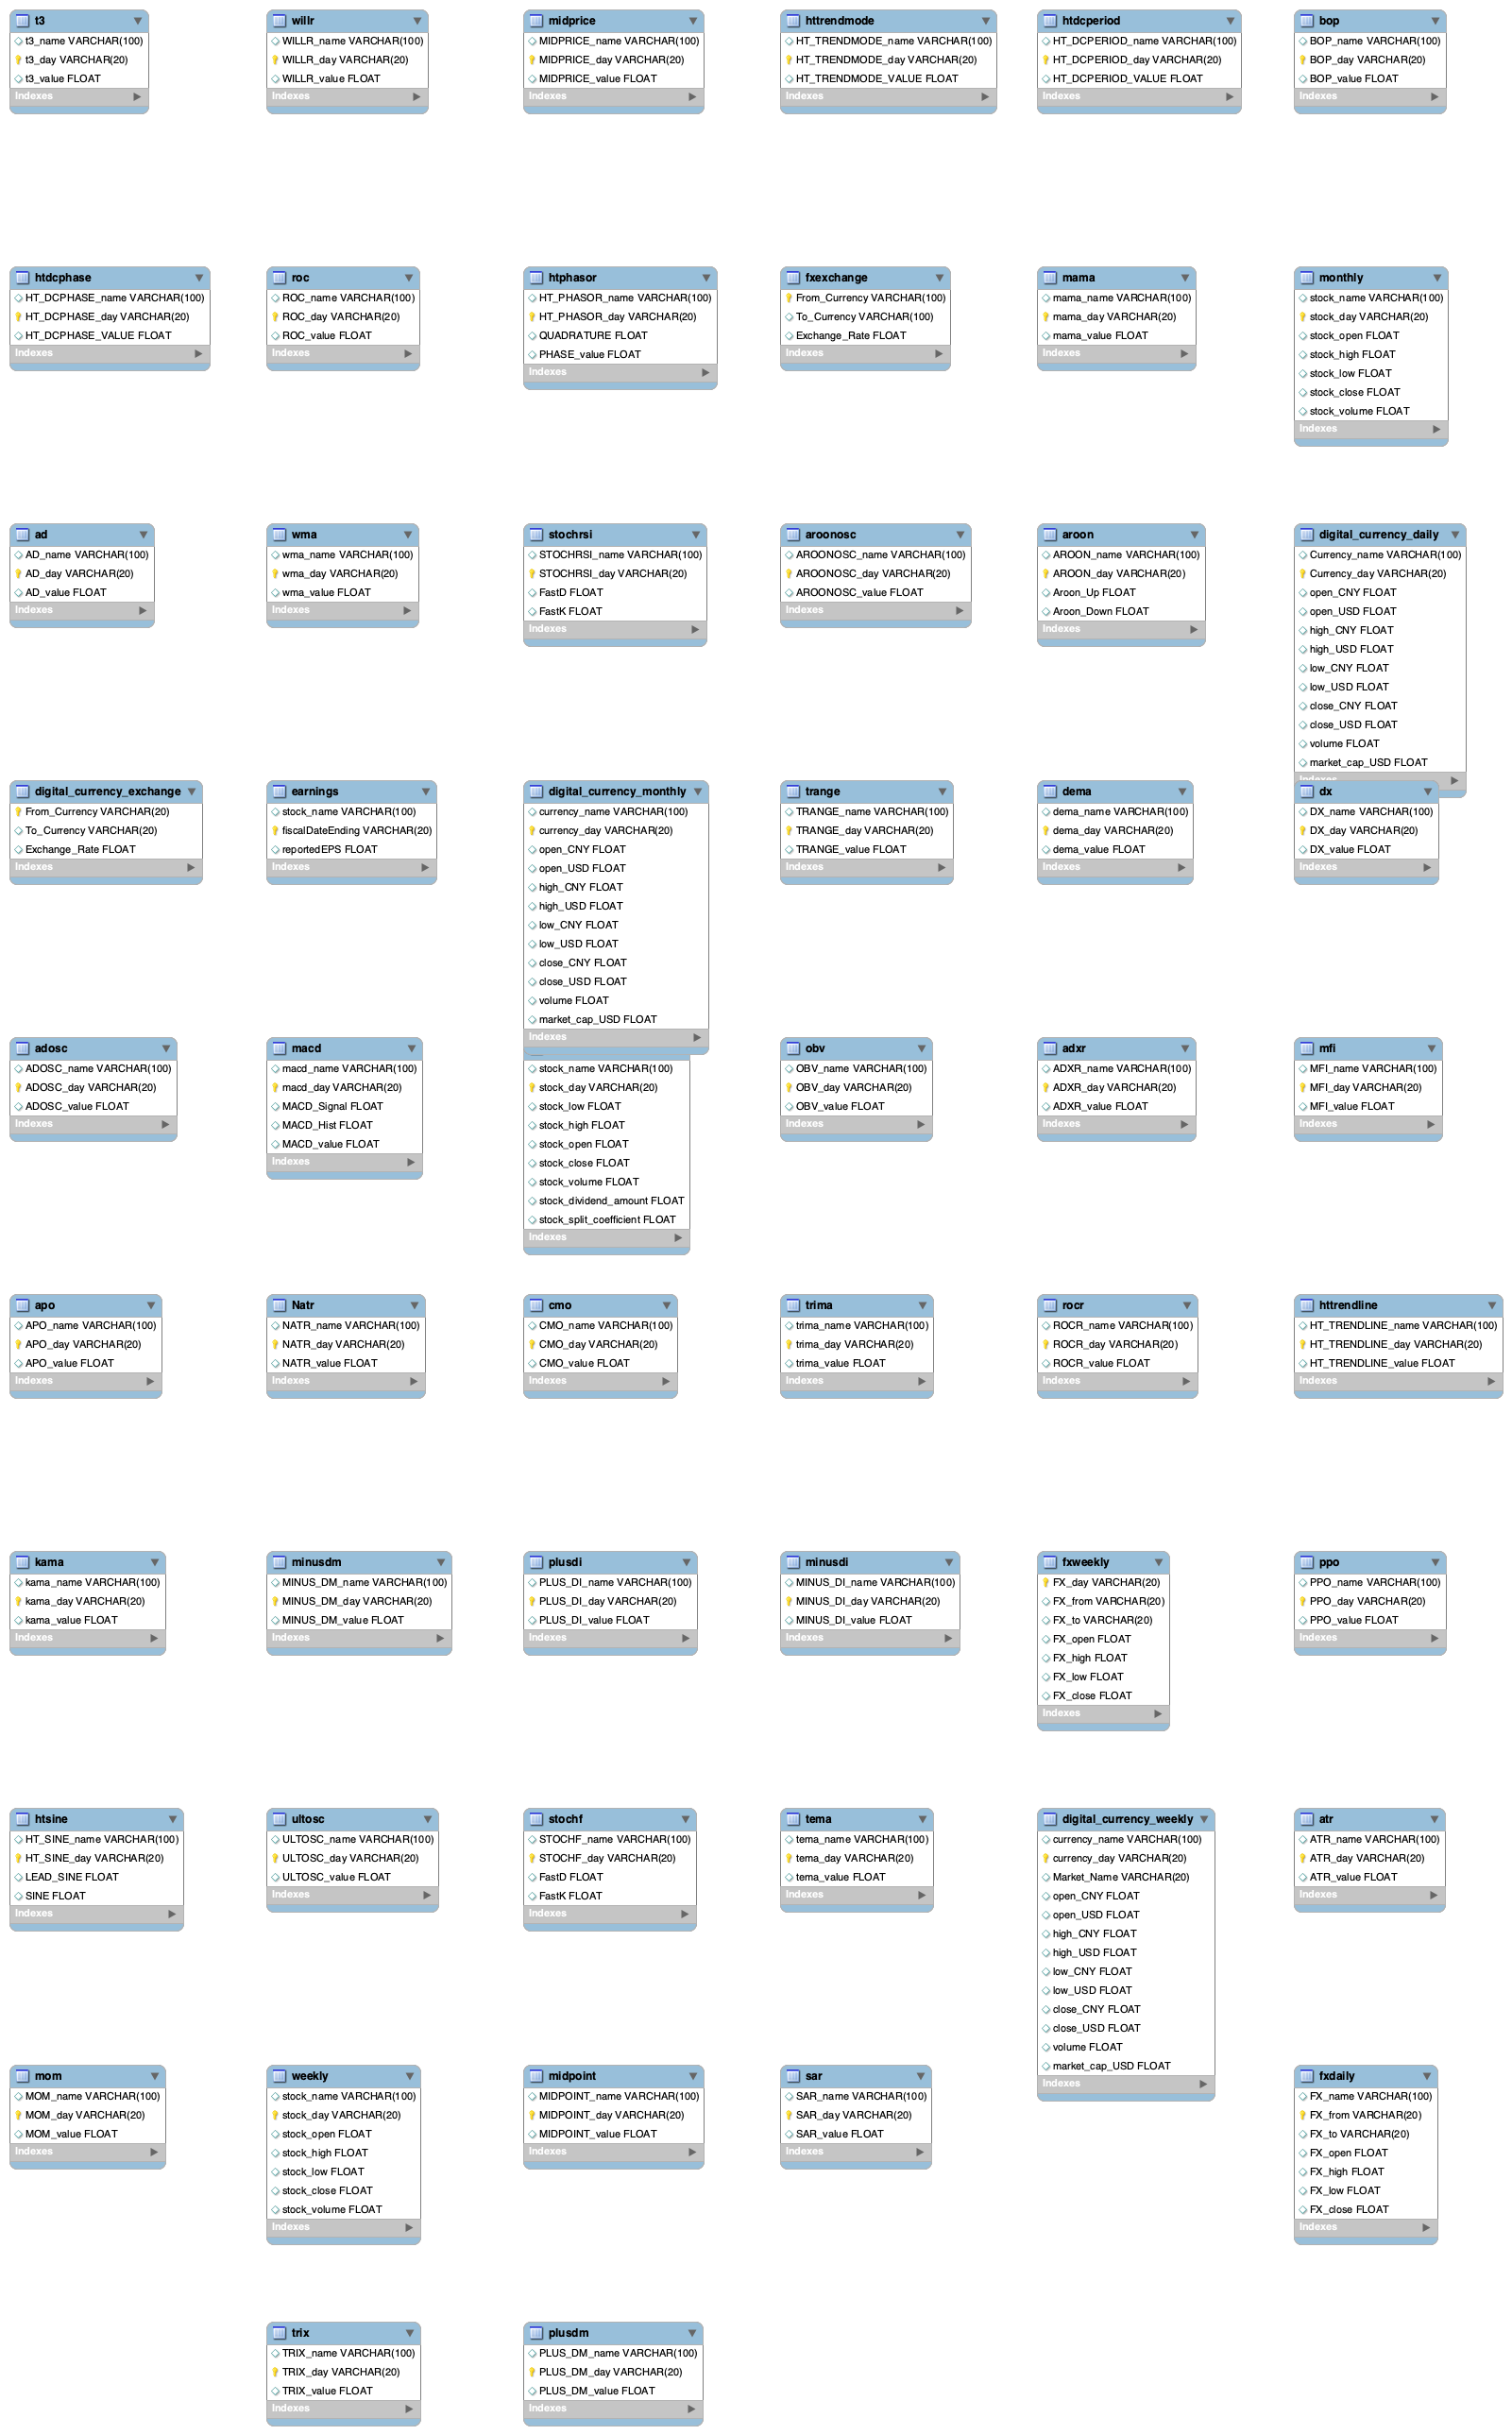 t3
t3_name VARCHAR(100)
t3_day VARCHAR(20)
t3_value FLOAT
Indexes
willr
WILLR_name VARCHAR(100)
WILLR_day VARCHAR(20)
WILLR_value FLOAT
Indexes
midprice
MIDPRICE_name VARCHAR(100)
MIDPRICE_day VARCHAR(20)
MIDPRICE_value FLOAT
Indexes
httrendmode
HT_TRENDMODE_name VARCHAR(100)
HT_TRENDMODE_day VARCHAR(20)
HT_TRENDMODE_VALUE FLOAT
Indexes
htdcperiod
HT_DCPERIOD_name VARCHAR(100)
HT_DCPERIOD_day VARCHAR(20)
HT_DCPERIOD_VALUE FLOAT
Indexes
bop
BOP_name VARCHAR(100)
BOP_day VARCHAR(20)
BOP_value FLOAT
Indexes
htdcphase
HT_DCPHASE_name VARCHAR(100)
HT_DCPHASE_day VARCHAR(20)
HT_DCPHASE_VALUE FLOAT
Indexes
roc
ROC_name VARCHAR(100)
ROC_day VARCHAR(20)
ROC_value FLOAT
Indexes
htphasor
HT_PHASOR_name VARCHAR(100)
HT_PHASOR_day VARCHAR(20)
QUADRATURE FLOAT
PHASE_value FLOAT
Indexes
fxexchange
From_Currency VARCHAR(100)
To_Currency VARCHAR(100)
Exchange_Rate FLOAT
Indexes
mama
mama_name VARCHAR(100)
mama_day VARCHAR(20)
mama_value FLOAT
Indexes
monthly
stock_name VARCHAR(100)
stock_day VARCHAR(20)
stock_open FLOAT
stock_high FLOAT
stock_low FLOAT
stock_close FLOAT
stock_volume FLOAT
Indexes
ad
AD_name VARCHAR(100)
AD_day VARCHAR(20)
AD_value FLOAT
Indexes
wma
wma_name VARCHAR(100)
wma_day VARCHAR(20)
wma_value FLOAT
Indexes
stochrsi
STOCHRSI_name VARCHAR(100)
STOCHRSI_day VARCHAR(20)
FastD FLOAT
FastK FLOAT
Indexes
aroonosc
AROONOSC_name VARCHAR(100)
AROONOSC_day VARCHAR(20)
AROONOSC_value FLOAT
Indexes
aroon
AROON_name VARCHAR(100)
AROON_day VARCHAR(20)
Aroon_Up FLOAT
Aroon_Down FLOAT
Indexes
digital_currency_daily
Currency_name VARCHAR(100)
Currency_day VARCHAR(20)
open_CNY FLOAT
open_USD FLOAT
high_CNY FLOAT
high_USD FLOAT
low_CNY FLOAT
low_USD FLOAT
close_CNY FLOAT
close_USD FLOAT
volume FLOAT
market_cap_USD FLOAT
Indexes
digital_currency_exchange
From_Currency VARCHAR(20)
To_Currency VARCHAR(20)
Exchange_Rate FLOAT
Indexes
earnings
stock_name VARCHAR(100)
fiscalDateEnding VARCHAR(20)
reportedEPS FLOAT
Indexes
digital_currency_monthly
currency_name VARCHAR(100)
currency_day VARCHAR(20)
open_CNY FLOAT
open_USD FLOAT
high_CNY FLOAT
high_USD FLOAT
low_CNY FLOAT
low_USD FLOAT
close_CNY FLOAT
close_USD FLOAT
volume FLOAT
market_cap_USD FLOAT
Indexes
trange
TRANGE_name VARCHAR(100)
TRANGE_day VARCHAR(20)
TRANGE_value FLOAT
Indexes
dema
dema_name VARCHAR(100)
dema_day VARCHAR(20)
dema_value FLOAT
Indexes
dx
DX_name VARCHAR(100)
DX_day VARCHAR(20)
DX_value FLOAT
Indexes
adosc
ADOSC_name VARCHAR(100)
ADOSC_day VARCHAR(20)
ADOSC_value FLOAT
Indexes
macd
macd_name VARCHAR(100)
macd_day VARCHAR(20)
MACD_Signal FLOAT
MACD_Hist FLOAT
MACD_value FLOAT
Indexes
stock_name VARCHAR(100)
stock_day VARCHAR(20)
stock_low FLOAT
stock_high FLOAT
stock_open FLOAT
stock_close FLOAT
stock_volume FLOAT
stock_dividend_amount FLOAT
stock_split_coefficient FLOAT
Indexes
obv
OBV_name VARCHAR(100)
OBV_day VARCHAR(20)
OBV_value FLOAT
Indexes
adxr
ADXR_name VARCHAR(100)
ADXR_day VARCHAR(20)
ADXR_value FLOAT
Indexes
mfi
MFI_name VARCHAR(100)
MFI_day VARCHAR(20)
MFI_value FLOAT
Indexes
apo
APO_name VARCHAR(100)
APO_day VARCHAR(20)
APO_value FLOAT
Indexes
Natr
NATR_name VARCHAR(100)
NATR_day VARCHAR(20)
NATR_value FLOAT
Indexes
cmo
CMO_name VARCHAR(100)
CMO_day VARCHAR(20)
CMO_value FLOAT
Indexes
trima
trima_name VARCHAR(100)
trima_day VARCHAR(20)
trima_value FLOAT
Indexes
rocr
ROCR_name VARCHAR(100)
ROCR_day VARCHAR(20)
ROCR_value FLOAT
Indexes
httrendline
HT_TRENDLINE_name VARCHAR(100)
HT_TRENDLINE_day VARCHAR(20)
HT_TRENDLINE_value FLOAT
Indexes
kama
kama_name VARCHAR(100)
kama_day VARCHAR(20)
kama_value FLOAT
Indexes
minusdm
MINUS_DM_name VARCHAR(100)
MINUS_DM_day VARCHAR(20)
MINUS_DM_value FLOAT
Indexes
plusdi
PLUS_DI_name VARCHAR(100)
PLUS_DI_day VARCHAR(20)
PLUS_DI_value FLOAT
Indexes
minusdi
MINUS_DI_name VARCHAR(100)
MINUS_DI_day VARCHAR(20)
MINUS_DI_value FLOAT
Indexes
fxweekly
FX_day VARCHAR(20)
FX_from VARCHAR(20)
FX_to VARCHAR(20)
FX_open FLOAT
FX_high FLOAT
FX_low FLOAT
FX_close FLOAT
Indexes
ppo
PPO_name VARCHAR(100)
PPO_day VARCHAR(20)
PPO_value FLOAT
Indexes
htsine
HT_SINE_name VARCHAR(100)
HT_SINE_day VARCHAR(20)
LEAD_SINE FLOAT
SINE FLOAT
Indexes
ultosc
ULTOSC_name VARCHAR(100)
ULTOSC_day VARCHAR(20)
ULTOSC_value FLOAT
Indexes
stochf
STOCHF_name VARCHAR(100)
STOCHF_day VARCHAR(20)
FastD FLOAT
FastK FLOAT
Indexes
tema
tema_name VARCHAR(100)
tema_day VARCHAR(20)
tema_value FLOAT
Indexes
digital_currency_weekly
currency_name VARCHAR(100)
currency_day VARCHAR(20)
Market_Name VARCHAR(20)
open_CNY FLOAT
open_USD FLOAT
high_CNY FLOAT
high_USD FLOAT
low_CNY FLOAT
low_USD FLOAT
close_CNY FLOAT
close_USD FLOAT
volume FLOAT
market_cap_USD FLOAT
Indexes
atr
ATR_name VARCHAR(100)
ATR_day VARCHAR(20)
ATR_value FLOAT
Indexes
mom
MOM_name VARCHAR(100)
MOM_day VARCHAR(20)
MOM_value FLOAT
Indexes
weekly
stock_name VARCHAR(100)
stock_day VARCHAR(20)
stock_open FLOAT
stock_high FLOAT
stock_low FLOAT
stock_close FLOAT
stock_volume FLOAT
Indexes
midpoint
MIDPOINT_name VARCHAR(100)
MIDPOINT_day VARCHAR(20)
MIDPOINT_value FLOAT
Indexes
sar
SAR_name VARCHAR(100)
SAR_day VARCHAR(20)
SAR_value FLOAT
Indexes
fxdaily
FX_name VARCHAR(100)
FX_from VARCHAR(20)
FX_to VARCHAR(20)
FX_open FLOAT
FX_high FLOAT
FX_low FLOAT
FX_close FLOAT
Indexes
trix
TRIX_name VARCHAR(100)
TRIX_day VARCHAR(20)
TRIX_value FLOAT
Indexes
plusdm
PLUS_DM_name VARCHAR(100)
PLUS_DM_day VARCHAR(20)
PLUS_DM_value FLOAT
Indexes